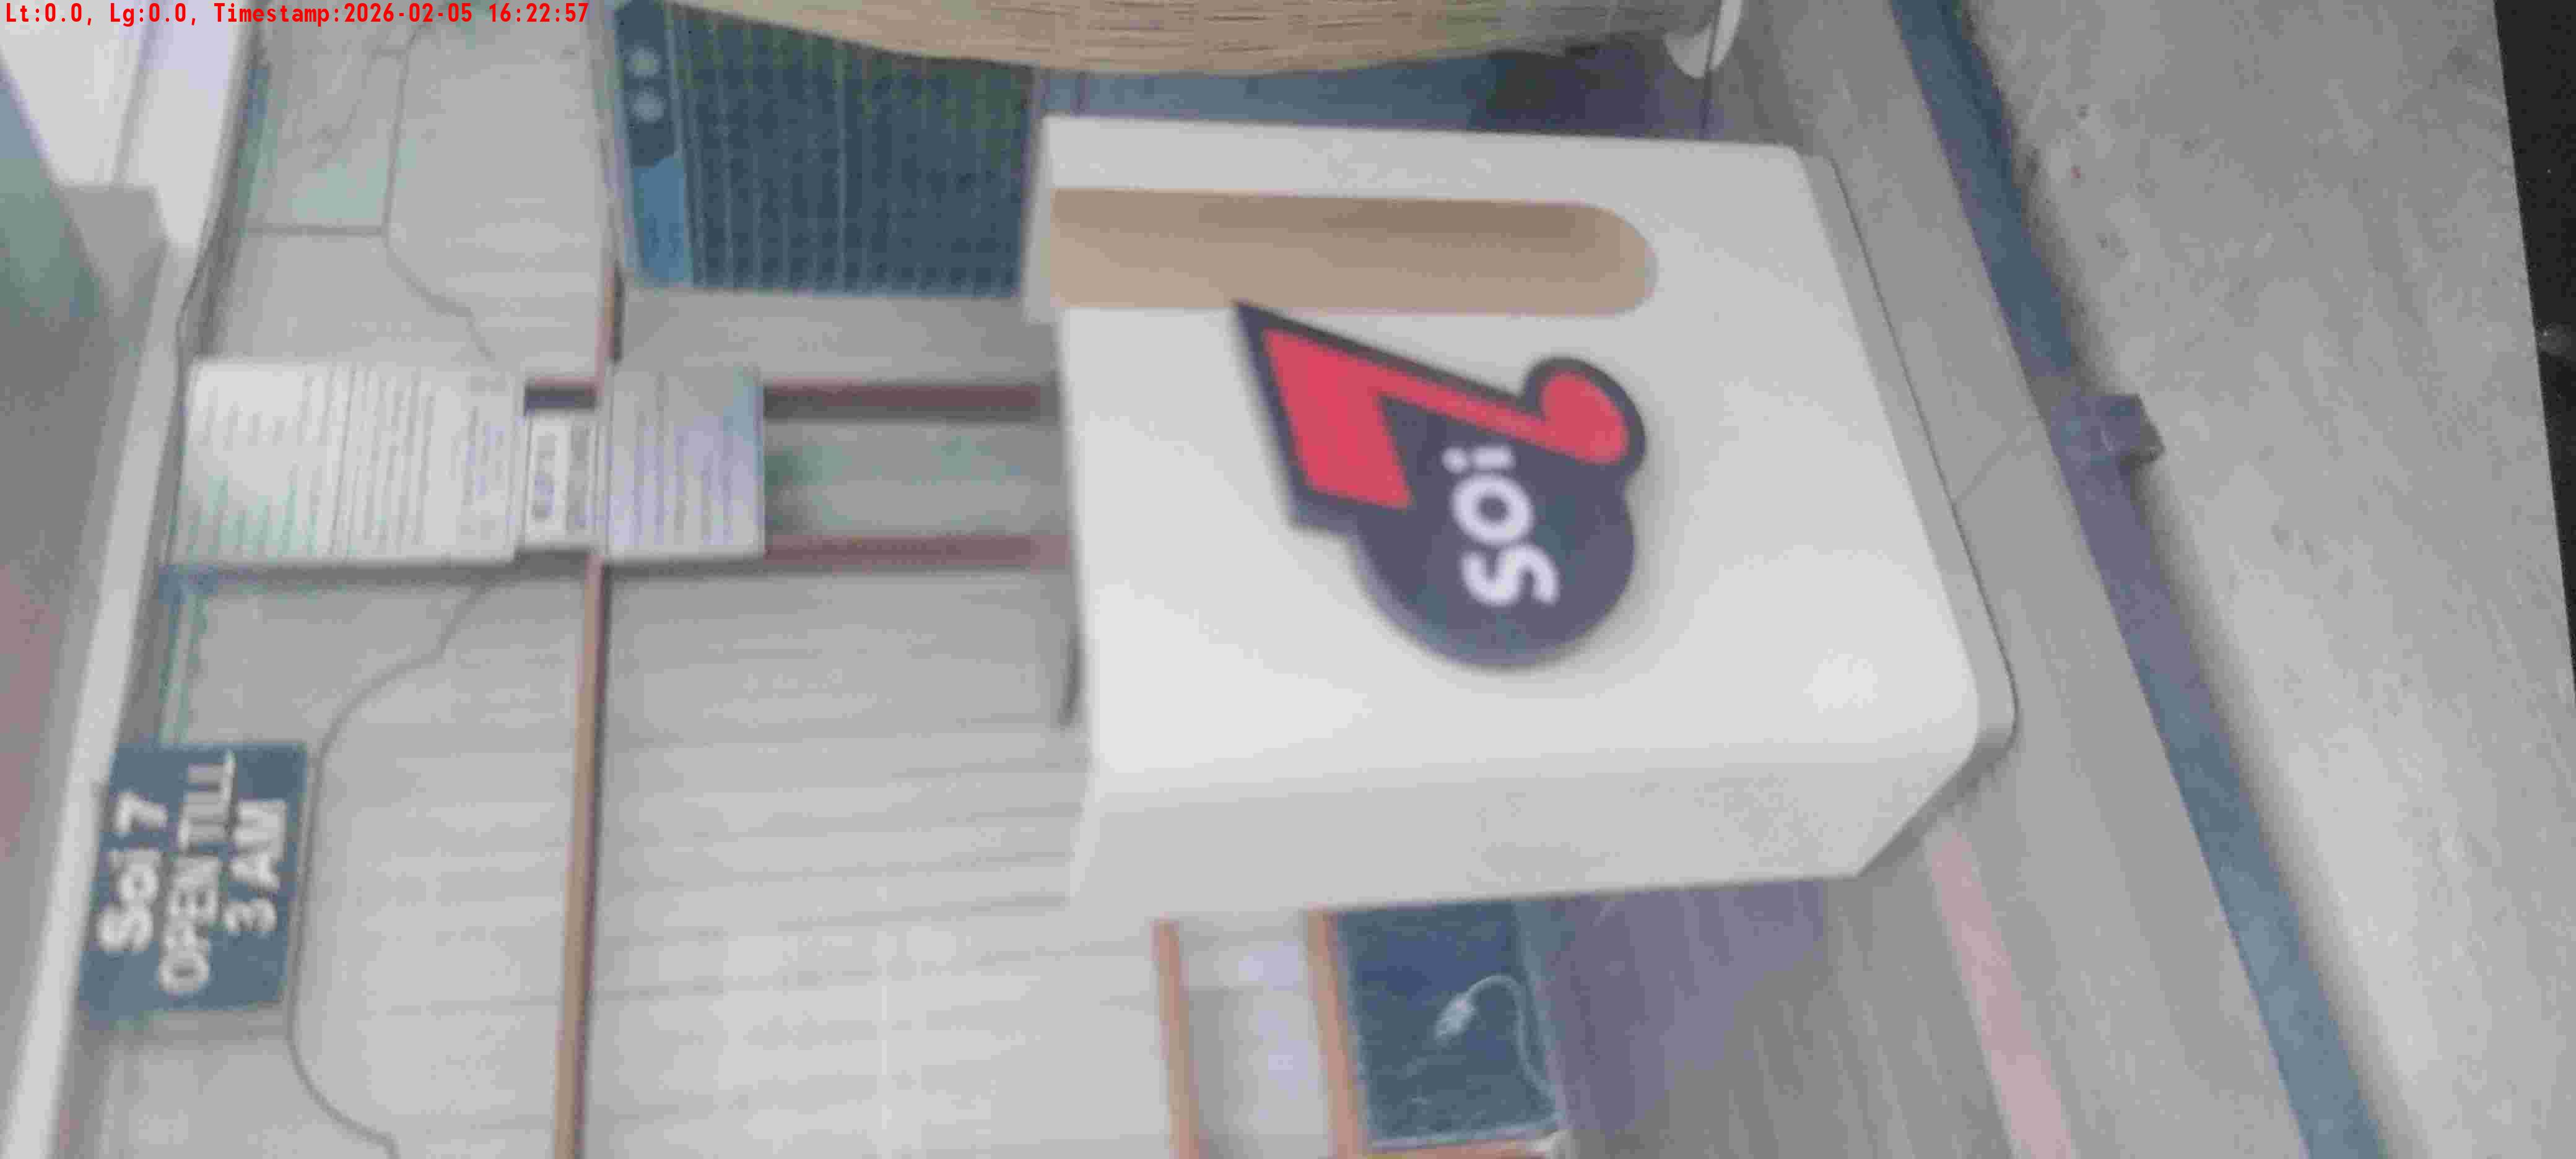 Lt:0.0, Lg:0.0, Timestamp:2026-02-05 16:22:57
soi
7
Soi 7
OPEN TILL
3 AM